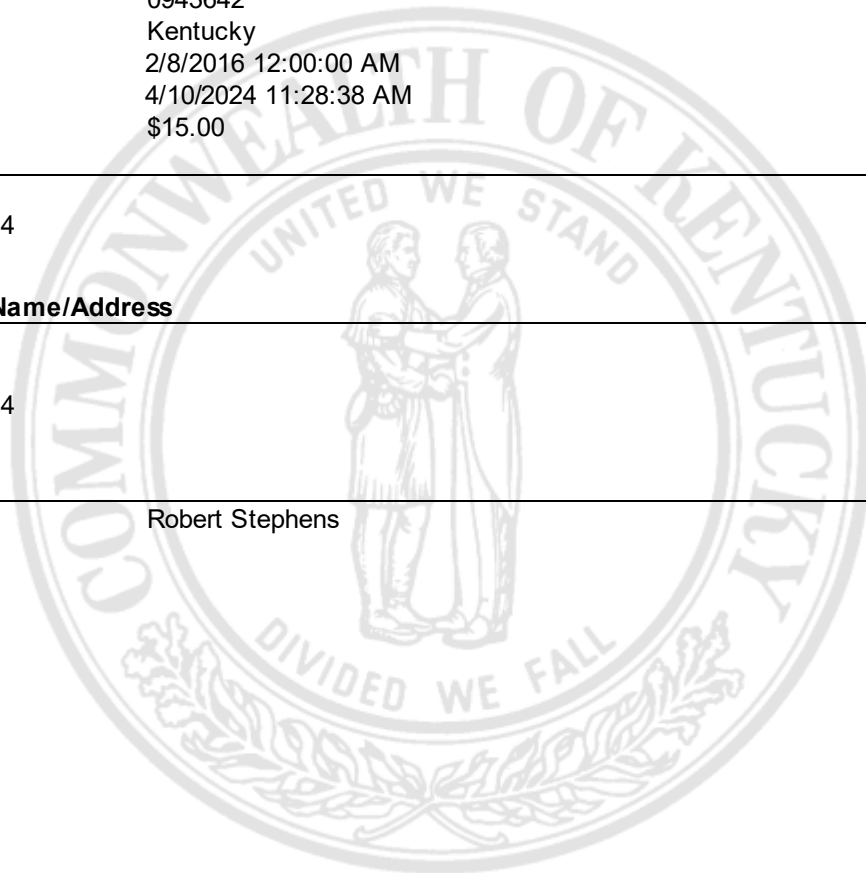 Kentucky
2/8/2016 12:00:00 AM
4/10/2024 11:28:38 AM
$15.00
COMMONWEALTH OF KENTUCKY
UNITED WE STAND
4
Name/Address
4
Robert Stephens
DIVIDED WE FALL